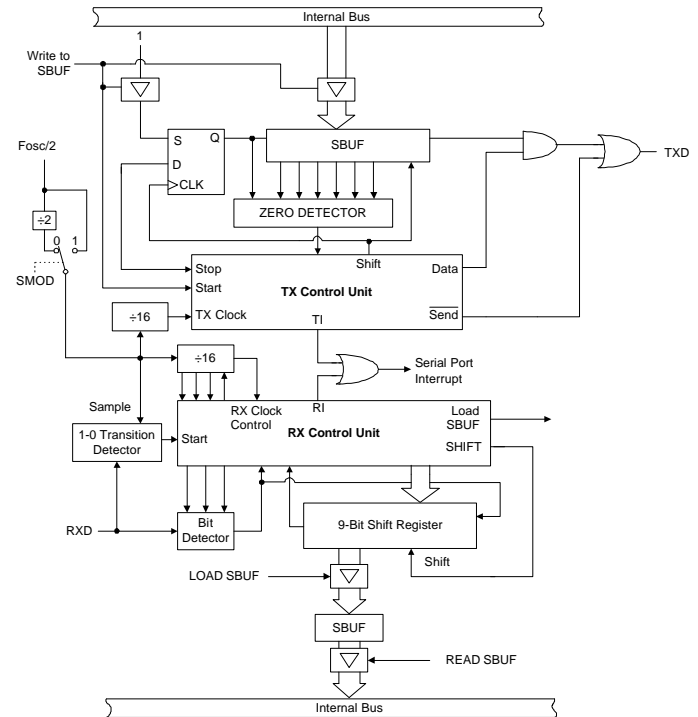 Internal Bus
1
Write to
SBUF
S
Q
D
CLK
SBUF
TXD
Fosc/2
÷2
0 1
SMOD
ZERO DETECTOR
Shift
Stop
Start
TX Clock
TX Control Unit
Data
Send
TI
÷16
÷16
Serial Port
Interrupt
Sample
RX Clock
Control
RI
Load
SBUF
1-0 Transition
Detector
Start
RX Control Unit
SHIFT
RXD
Bit
Detector
9-Bit Shift Register
Shift
LOAD SBUF
SBUF
READ SBUF
Internal Bus